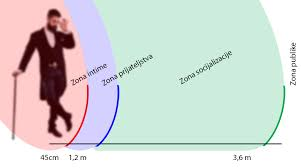 Zona intime
Zona prijateljstva
Zona socijalizacije
Zona publike
45cm
1,2 m
3,6 m